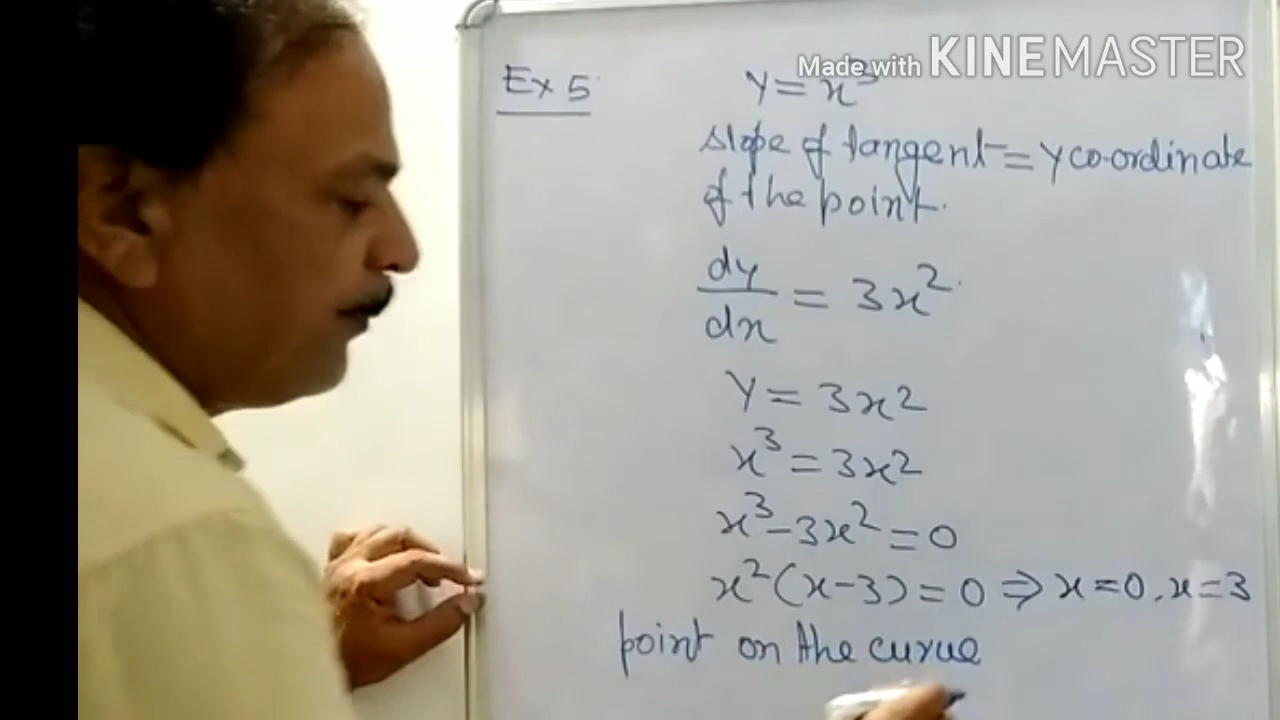 Made with KINEMASTER
Ex 5
y = x³
slope of tangent = y co-ordinate
of the point.
dy/dx = 3x²
y = 3x²
x³ = 3x²
x³ - 3x² = 0
x² (x - 3) = 0 ⇒ x = 0, x = 3
point on the curve